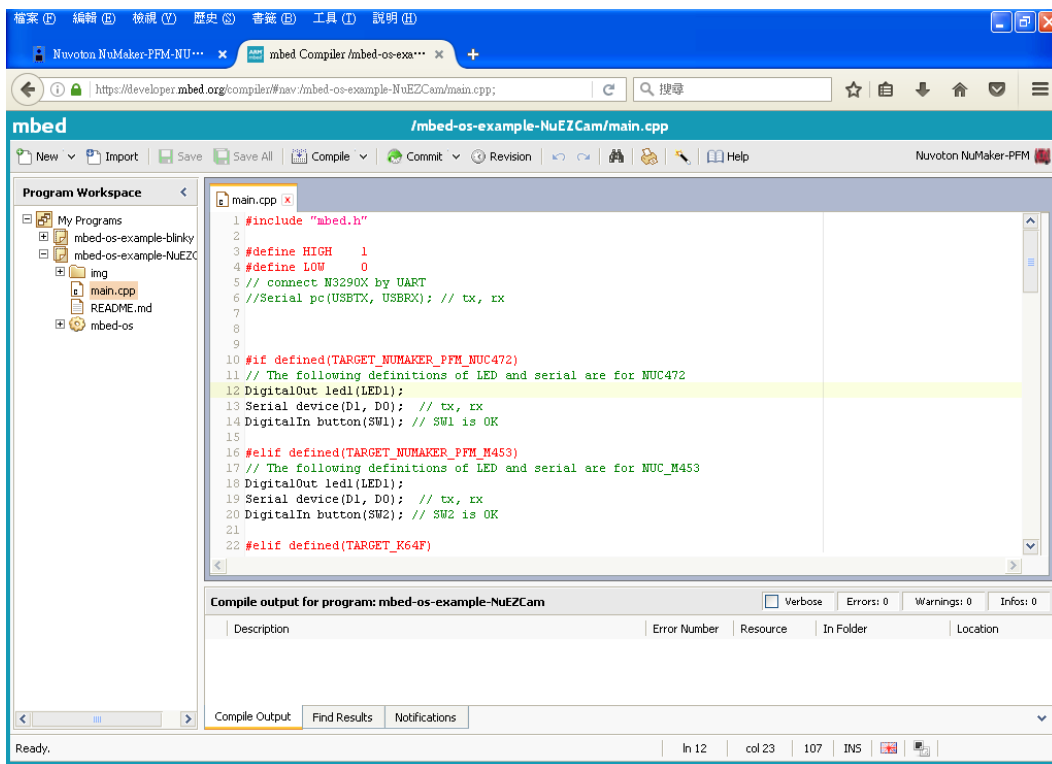 檔案(F) 編輯(E) 檢視(V) 歷史(S) 書籤(B) 工具(T) 說明(H)
Nuvoton NuMaker-PFM-NU··· mbed Compiler /mbed-os-exa···
https://developer.mbed.org/compiler/#nav:/mbed-os-example-NuEZCam/main.cpp; 搜尋
mbed /mbed-os-example-NuEZCam/main.cpp
New Import Save Save All Compile Commit Revision Help Nuvoton NuMaker-PFM
Program Workspace
My Programs
mbed-os-example-blinky
mbed-os-example-NuEZC
img
main.cpp
README.md
mbed-os
main.cpp
1 #include "mbed.h"
2
3 #define HIGH    1
4 #define LOW     0
5 // connect N3290X by UART
6 //Serial pc(USBTX, USBRX); // tx, rx
7
8
9
10 #if defined(TARGET_NUMAKER_PFM_NUC472)
11 // The following definitions of LED and serial are for NUC472
12 DigitalOut led1(LED1);
13 Serial device(D1, D0);  // tx, rx
14 DigitalIn button(SW1); // SW1 is OK
15
16 #elif defined(TARGET_NUMAKER_PFM_M453)
17 // The following definitions of LED and serial are for NUC_M453
18 DigitalOut led1(LED1);
19 Serial device(D1, D0);  // tx, rx
20 DigitalIn button(SW2); // SW2 is OK
21
22 #elif defined(TARGET_K64F)
Compile output for program: mbed-os-example-NuEZCam Verbose Errors: 0 Warnings: 0 Infos: 0
Description Error Number Resource In Folder Location
Compile Output Find Results Notifications
Ready. ln 12 col 23 107 INS